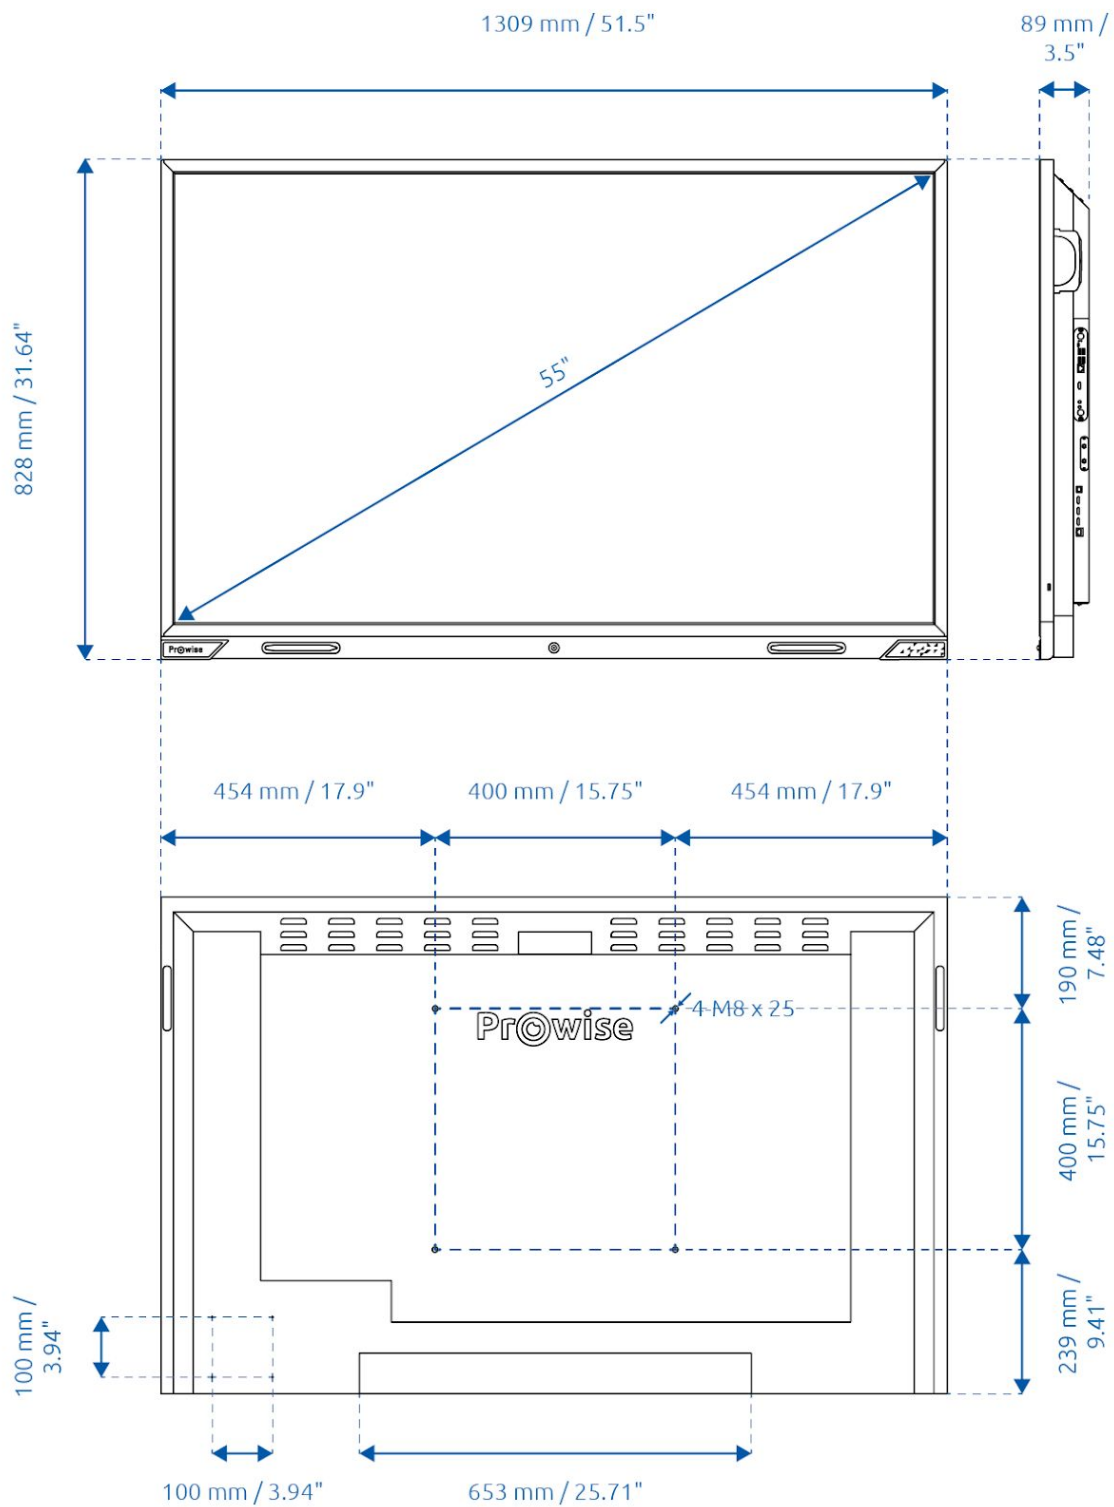 1309 mm / 51.5"
89 mm /
3.5"
828 mm / 31.64"
55"
Prowise
454 mm / 17.9"
400 mm / 15.75"
454 mm / 17.9"
190 mm /
7.48"
4-M8 x 25
Prowise
400 mm /
15.75"
100 mm /
3.94"
239 mm /
9.41"
100 mm / 3.94"
653 mm / 25.71"